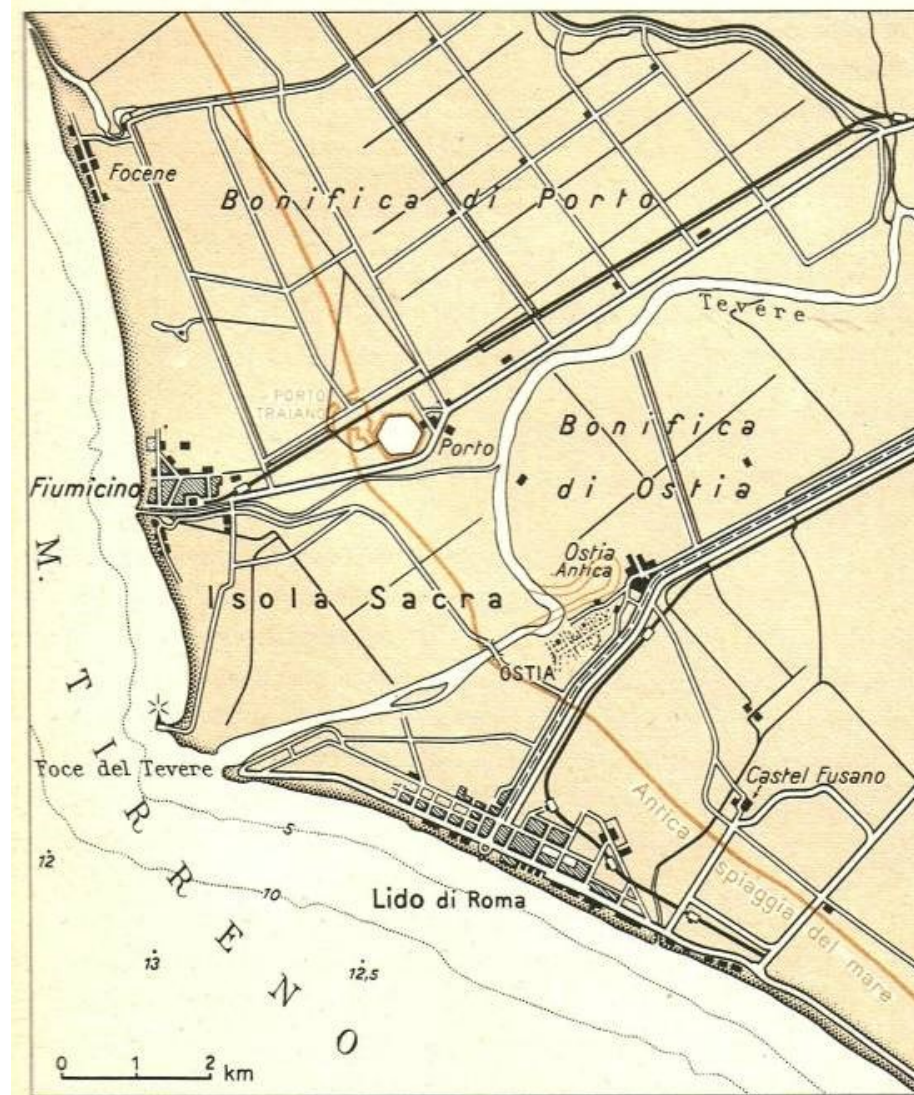 Focene
Bonifica di Porto
Tevere
PORTO
TRAIANO
Porto
Bonifica
di Ostia
Fiumicino
Ostia
Antica
Isola Sacra
OSTIA
M. TIRRENO
Foce del Tevere
Castel Fusano
Antica spiaggia del mare
5
12
10
Lido di Roma
13
12,5
0 1 2 km